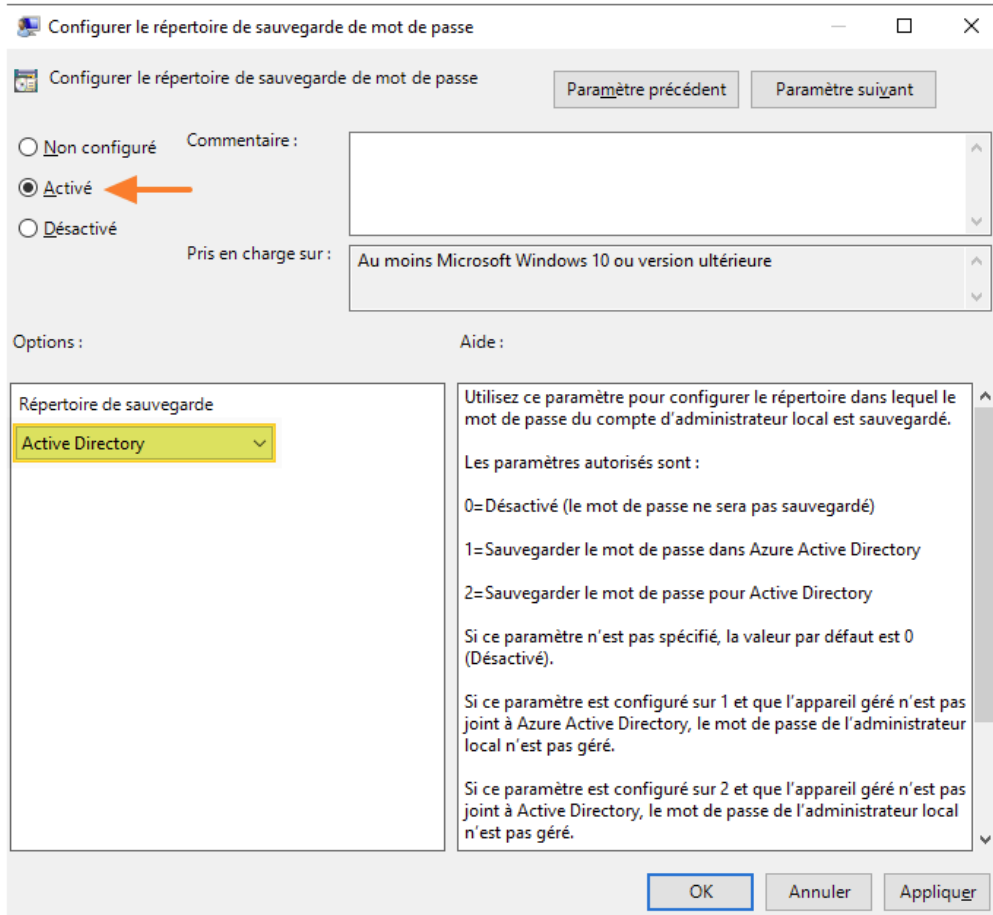 Configurer le répertoire de sauvegarde de mot de passe
Configurer le répertoire de sauvegarde de mot de passe
Paramètre précédent
Paramètre suivant
Non configuré
Commentaire :
Activé
Désactivé
Pris en charge sur :
Au moins Microsoft Windows 10 ou version ultérieure
Options :
Aide :
Répertoire de sauvegarde
Active Directory
Utilisez ce paramètre pour configurer le répertoire dans lequel le
mot de passe du compte d'administrateur local est sauvegardé.
Les paramètres autorisés sont :
0=Désactivé (le mot de passe ne sera pas sauvegardé)
1=Sauvegarder le mot de passe dans Azure Active Directory
2=Sauvegarder le mot de passe pour Active Directory
Si ce paramètre n'est pas spécifié, la valeur par défaut est 0
(Désactivé).
Si ce paramètre est configuré sur 1 et que l'appareil géré n'est pas
joint à Azure Active Directory, le mot de passe de l'administrateur
local n'est pas géré.
Si ce paramètre est configuré sur 2 et que l'appareil géré n'est pas
joint à Active Directory, le mot de passe de l'administrateur local
n'est pas géré.
OK
Annuler
Appliquer